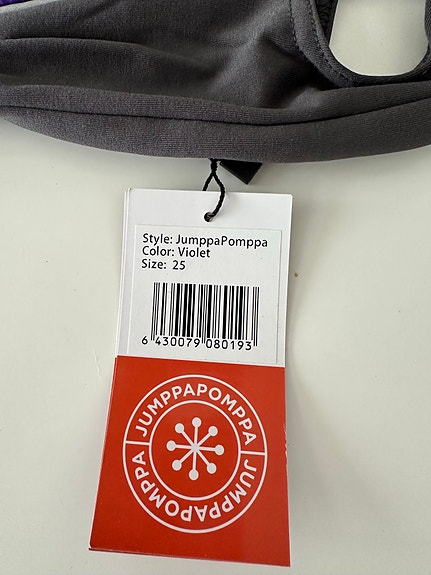 Style: JumppaPomppa
Color: Violet
Size: 25
6 430079 080193
JUMPPAPOMPPA
JUMPPAPOMPPA